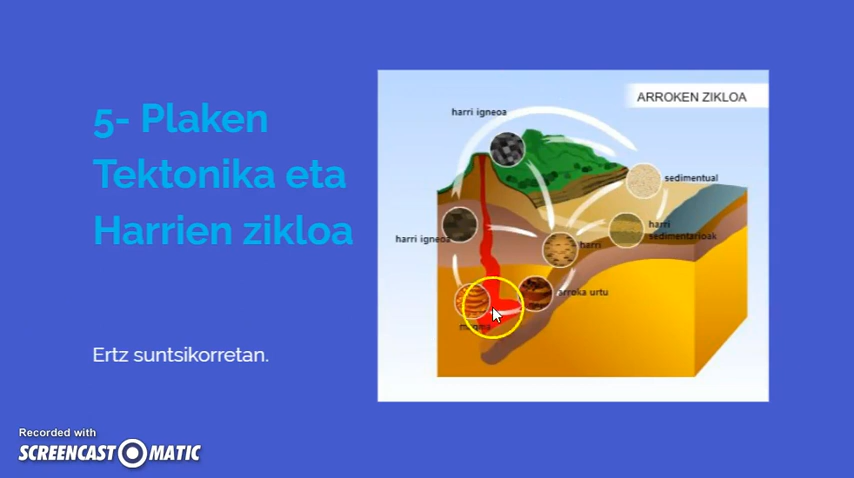 5- Plaken
Tektonika eta
Harrien zikloa
Ertz suntsikorretan.
ARROKEN ZIKLOA
harri igneoa
sedimentual
harri
sedimentarioak
harri igneoa
harri
arroka urtu
magma
Recorded with
SCREENCAST MATIC